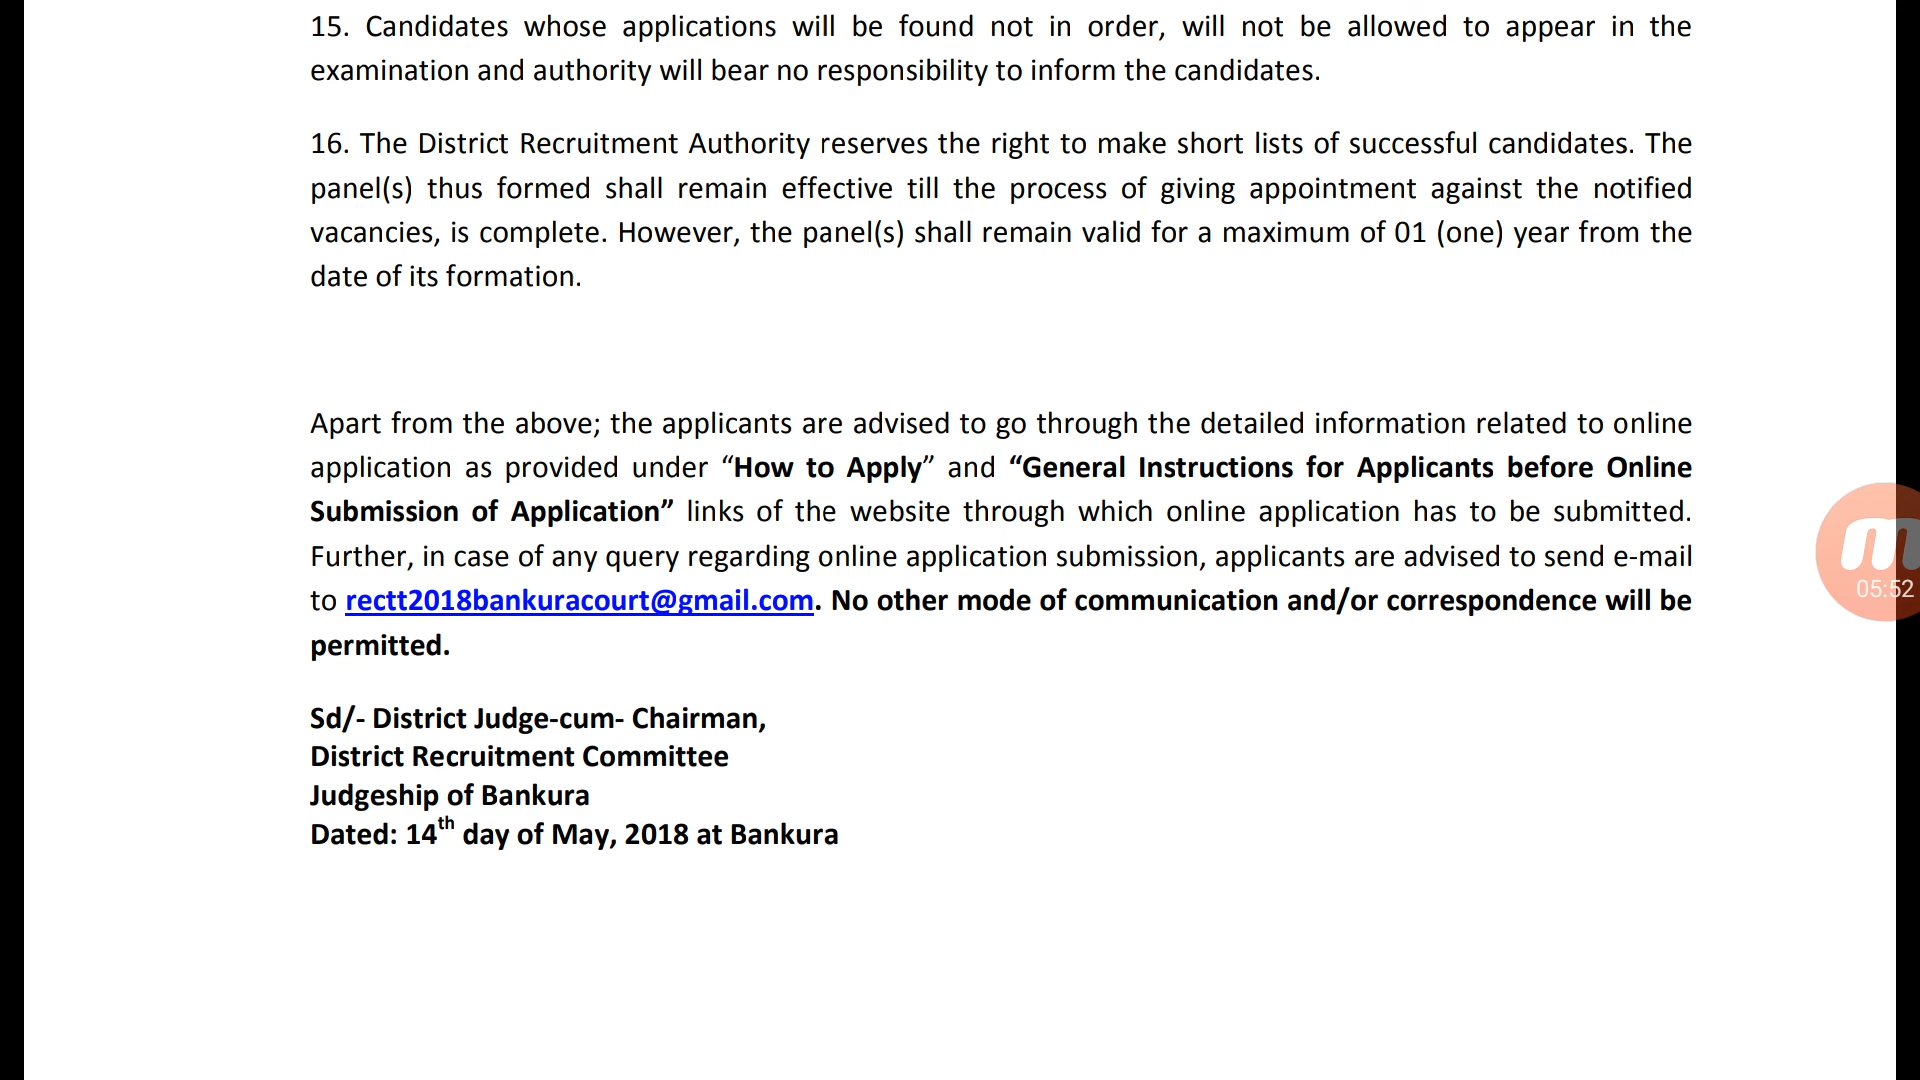 15. Candidates whose applications will be found not in order, will not be allowed to appear in the
examination and authority will bear no responsibility to inform the candidates.
16. The District Recruitment Authority reserves the right to make short lists of successful candidates. The
panel(s) thus formed shall remain effective till the process of giving appointment against the notified
vacancies, is complete. However, the panel(s) shall remain valid for a maximum of 01 (one) year from the
date of its formation.
Apart from the above; the applicants are advised to go through the detailed information related to online
application as provided under “How to Apply” and “General Instructions for Applicants before Online
Submission of Application” links of the website through which online application has to be submitted.
Further, in case of any query regarding online application submission, applicants are advised to send e-mail
to rectt2018bankuracourt@gmail.com. No other mode of communication and/or correspondence will be
permitted.
Sd/- District Judge-cum- Chairman,
District Recruitment Committee
Judgeship of Bankura
Dated: 14th day of May, 2018 at Bankura
m
05:52